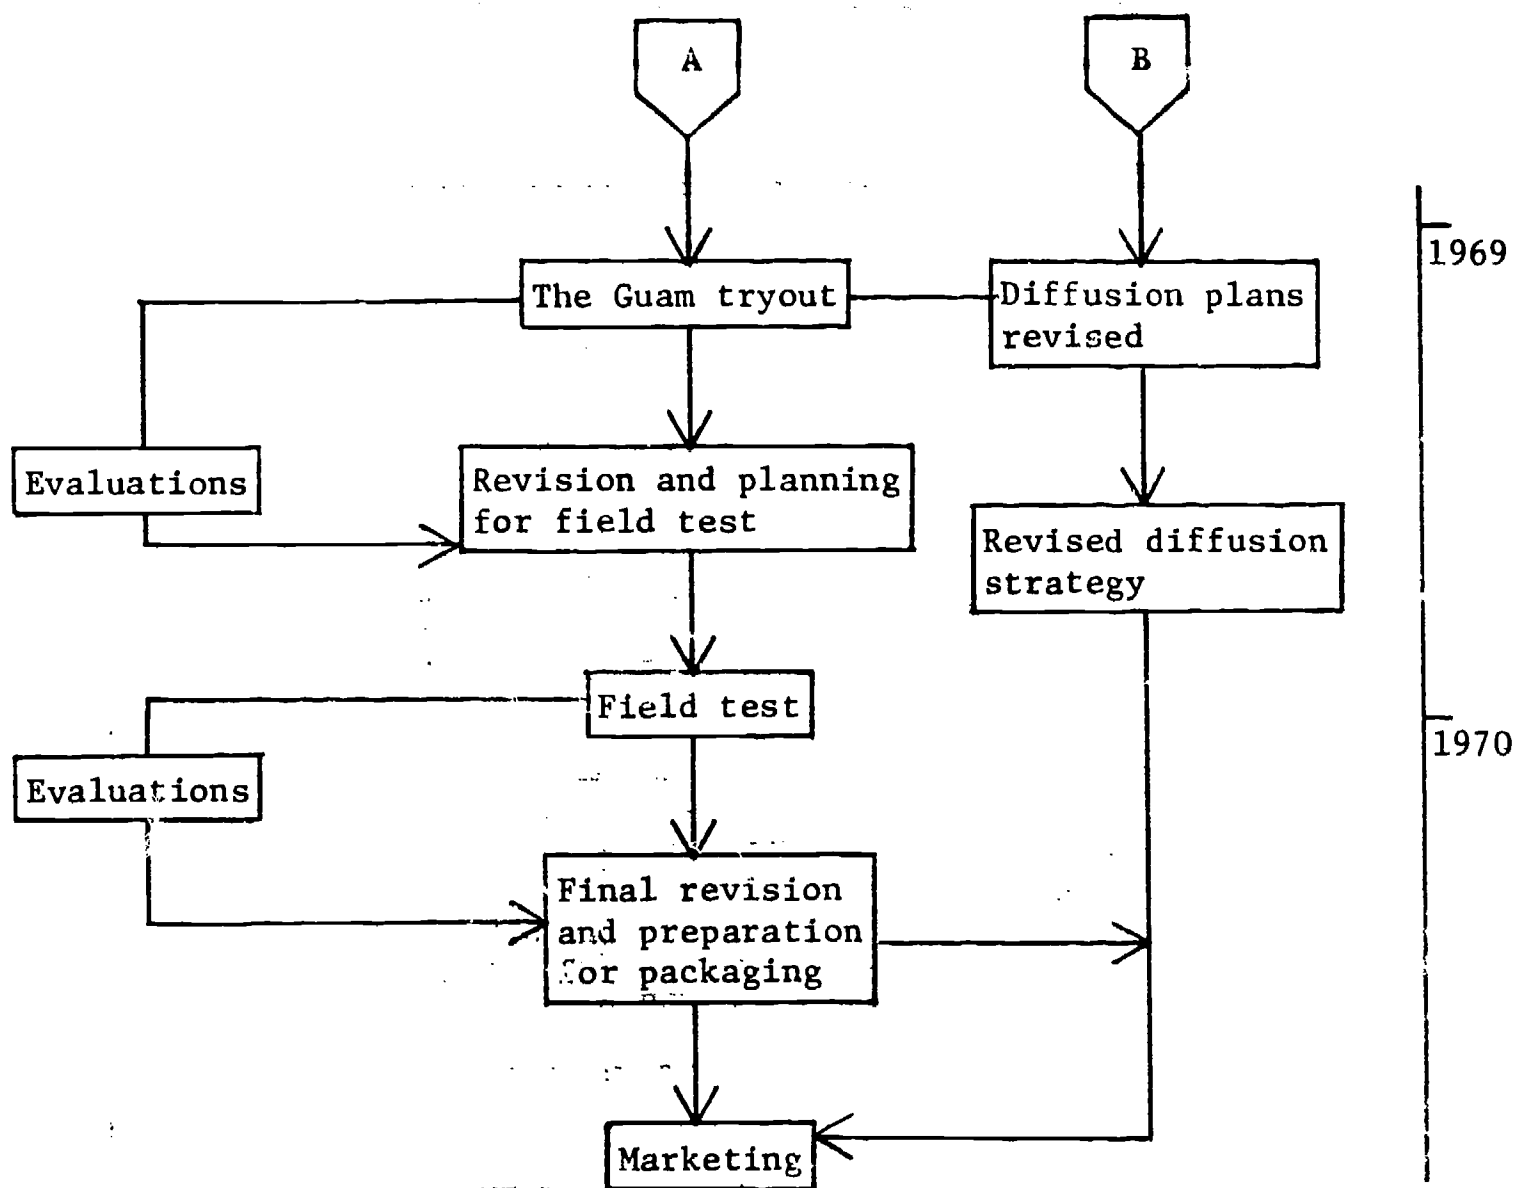 A
B
1969
The Guam tryout
Diffusion plans
revised
Evaluations
Revision and planning
for field test
Revised diffusion
strategy
Field test
1970
Evaluations
Final revision
and preparation
for packaging
Marketing